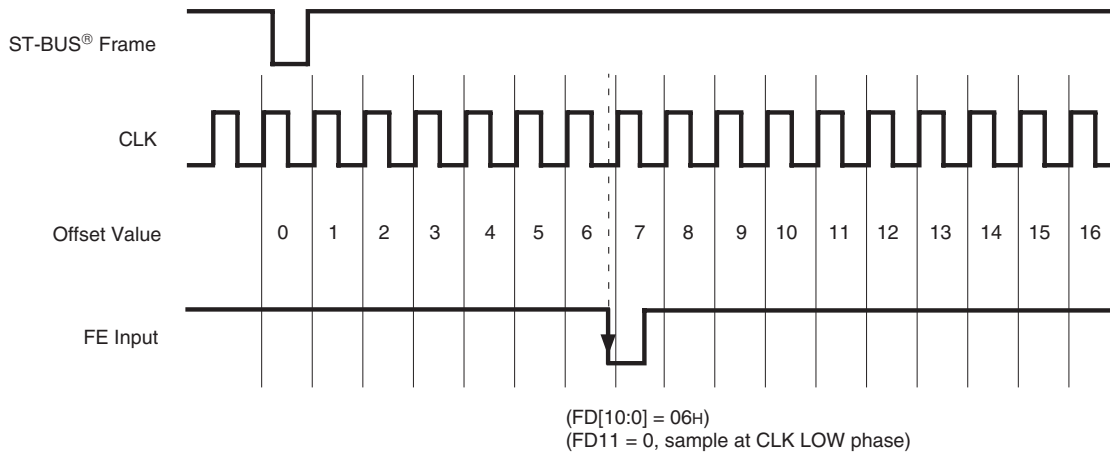 ST-BUS® Frame
CLK
Offset Value 0 1 2 3 4 5 6 7 8 9 10 11 12 13 14 15 16
FE Input
(FD[10:0] = 06H)
(FD11 = 0, sample at CLK LOW phase)